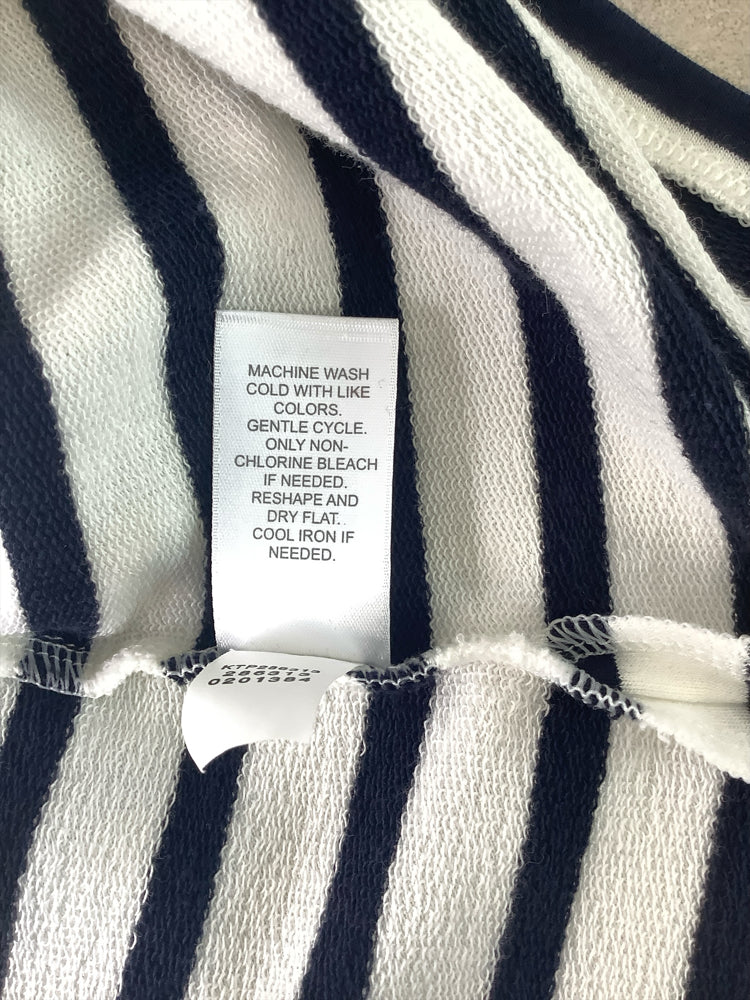 MACHINE WASH
COLD WITH LIKE
COLORS.
GENTLE CYCLE.
ONLY NON-
CHLORINE BLEACH
IF NEEDED.
RESHAPE AND
DRY FLAT.
COOL IRON IF
NEEDED.
286313
0201384